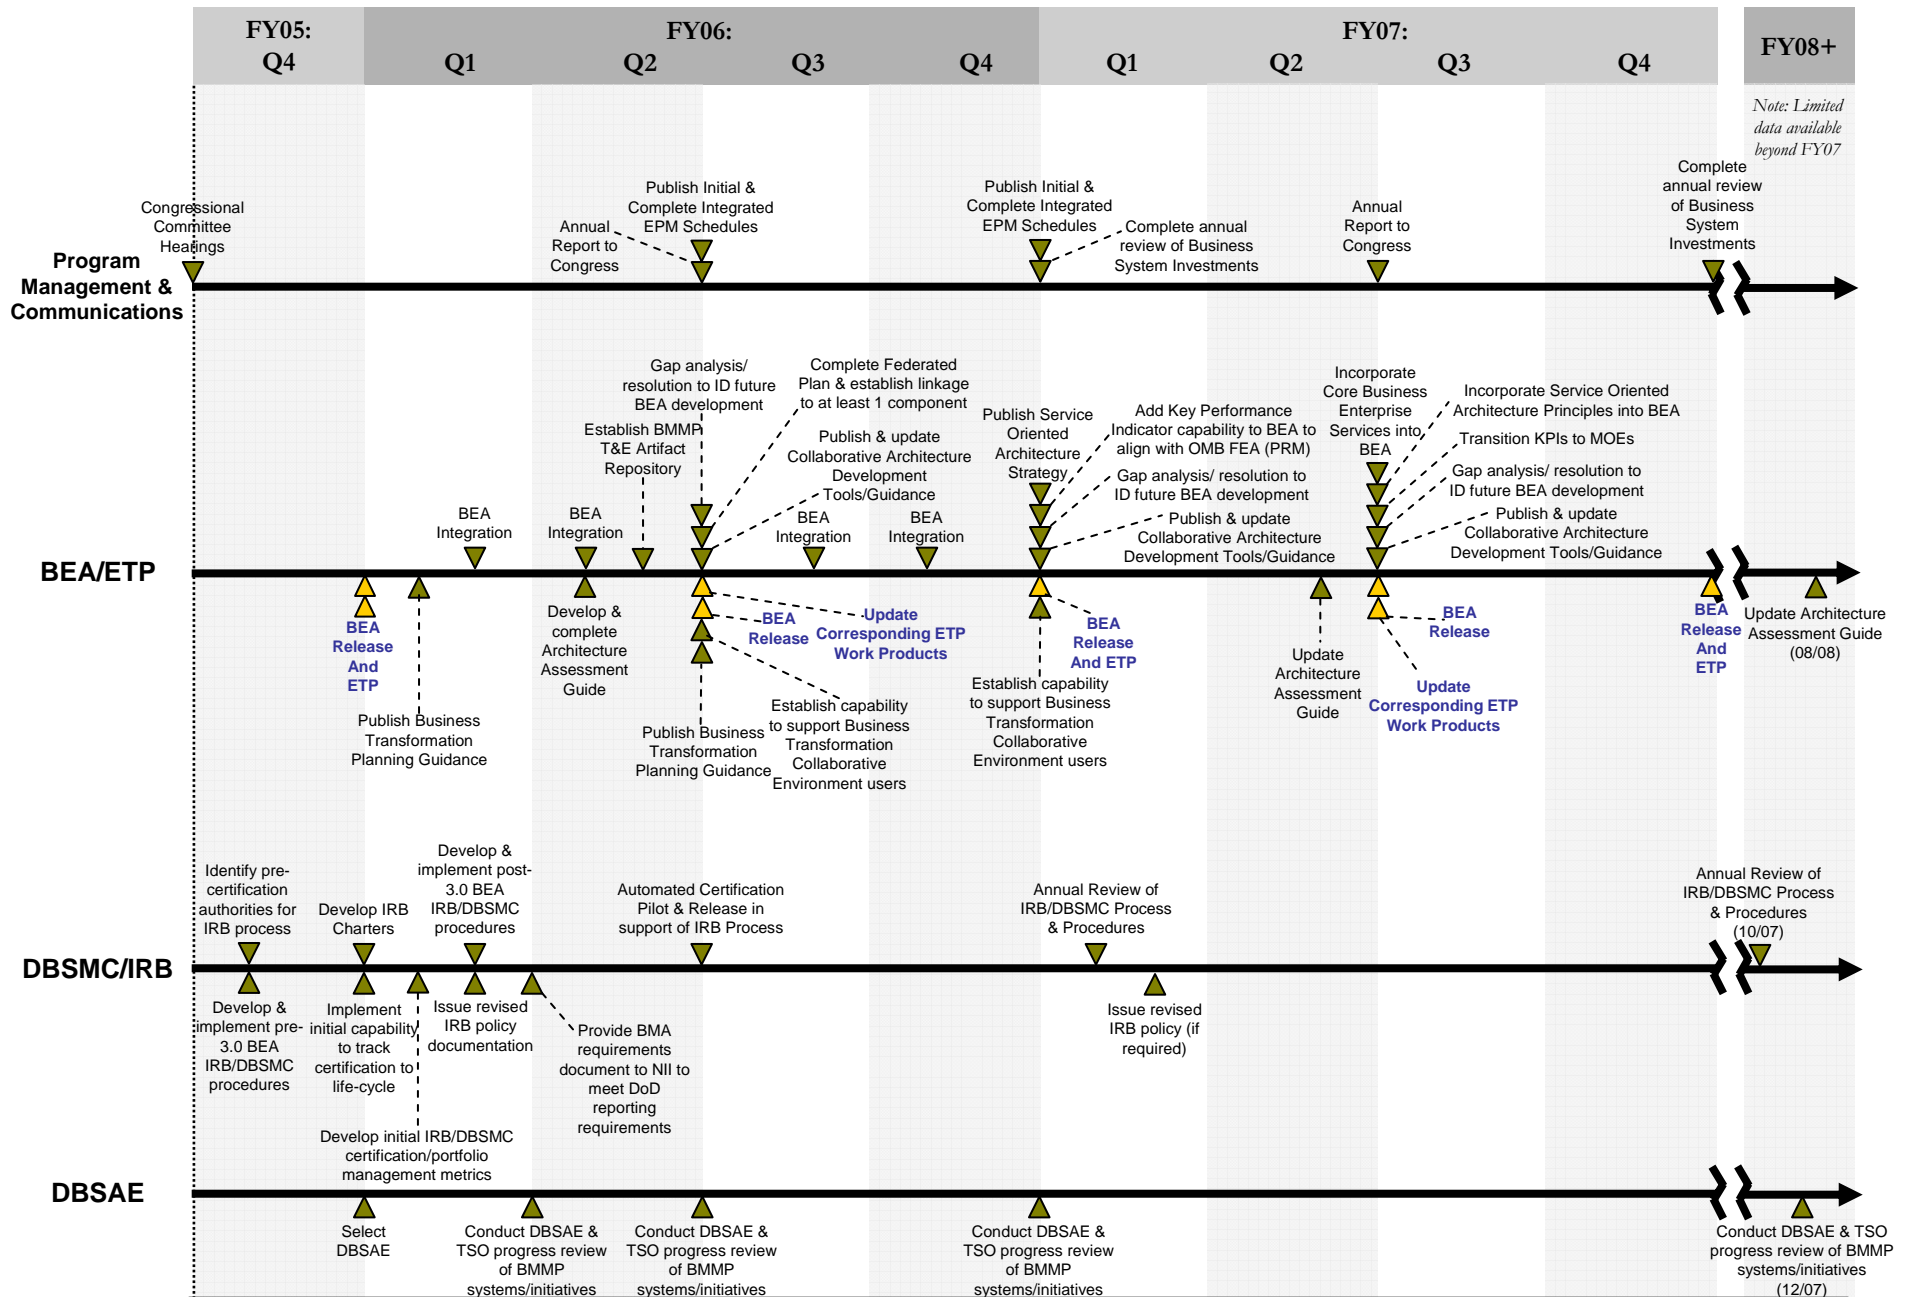 FY05:
Q4
FY06:
Q1
Q2
Q3
Q4
FY07:
Q1
Q2
Q3
Q4
FY08+
Note: Limited
data available
beyond FY07
Program
Management &
Communications
Congressional
Committee
Hearings
Annual
Report to
Congress
Publish Initial &
Complete Integrated
EPM Schedules
Publish Initial &
Complete Integrated
EPM Schedules
Complete annual
review of Business
System Investments
Annual
Report to
Congress
Complete
annual review
of Business
System
Investments
BEA/ETP
BEA
Integration
BEA
Integration
Establish BMMP
T&E Artifact
Repository
Gap analysis/
resolution to ID future
BEA development
Complete Federated
Plan & establish linkage
to at least 1 component
Publish & update
Collaborative Architecture
Development
Tools/Guidance
BEA
Integration
BEA
Integration
Publish Service
Oriented
Architecture
Strategy
Add Key Performance
Indicator capability to BEA to
align with OMB FEA (PRM)
Gap analysis/ resolution to
ID future BEA development
Publish & update
Collaborative Architecture
Development Tools/Guidance
Incorporate
Core Business
Enterprise
Services into
BEA
Incorporate Service Oriented
Architecture Principles into BEA
Transition KPIs to MOEs
Gap analysis/ resolution to
ID future BEA development
Publish & update
Collaborative Architecture
Development Tools/Guidance
BEA
Release
And
ETP
Publish Business
Transformation
Planning Guidance
Develop &
complete
Architecture
Assessment
Guide
BEA
Release
Update
Corresponding ETP
Work Products
Publish Business
Transformation
Planning Guidance
Establish capability
to support Business
Transformation
Collaborative
Environment users
BEA
Release
And ETP
Establish capability
to support Business
Transformation
Collaborative
Environment users
Update
Architecture
Assessment
Guide
BEA
Release
Update
Corresponding ETP
Work Products
BEA
Release
And
ETP
Update Architecture
Assessment Guide
(08/08)
DBSMC/IRB
Identify pre-
certification
authorities for
IRB process
Develop IRB
Charters
Develop &
implement post-
3.0 BEA
IRB/DBSMC
procedures
Automated Certification
Pilot & Release in
support of IRB Process
Annual Review of
IRB/DBSMC Process
& Procedures
Annual Review of
IRB/DBSMC Process
& Procedures
(10/07)
Develop &
implement pre-
3.0 BEA
IRB/DBSMC
procedures
Implement
initial capability
to track
certification to
life-cycle
Develop initial IRB/DBSMC
certification/portfolio
management metrics
Issue revised
IRB policy
documentation
Provide BMA
requirements
document to NII to
meet DoD
reporting
requirements
Issue revised
IRB policy (if
required)
DBSAE
Select
DBSAE
Conduct DBSAE &
TSO progress review
of BMMP
systems/initiatives
Conduct DBSAE &
TSO progress review
of BMMP
systems/initiatives
Conduct DBSAE &
TSO progress review
of BMMP
systems/initiatives
Conduct DBSAE & TSO
progress review of BMMP
systems/initiatives
(12/07)